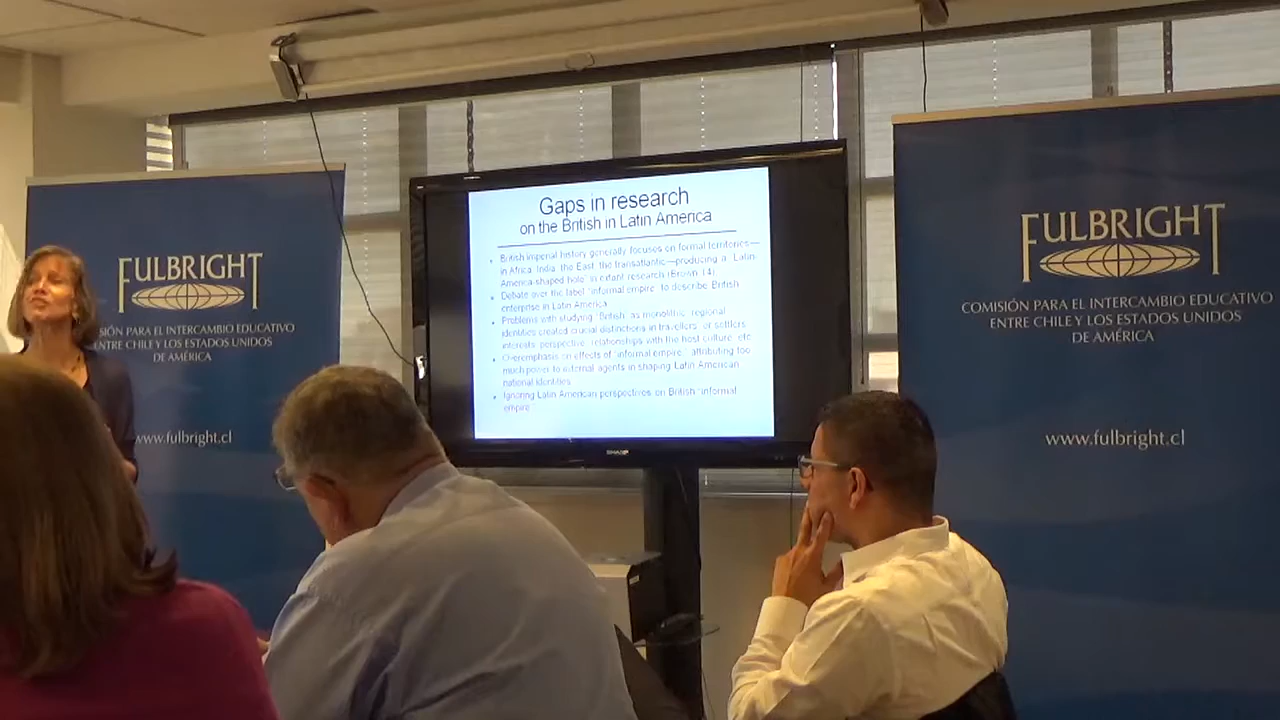 FULBRIGHT
SIÓN PARA EL INTERCAMBIO EDUCATIVO
ENTRE CHILE Y LOS ESTADOS UNIDOS
DE AMÉRICA
www.fulbright.cl
Gaps in research
on the British in Latin America
British imperial history generally focuses on formal territories—
in Africa, India, the East, the transatlantic—producing a "Latin
America-shaped hole" in extant research (Brown 14).
Debate over the label "informal empire" to describe British
enterprise in Latin America
Problems with studying "British" as monolithic: regional
identities created crucial distinctions in travellers' or settlers'
interests, perspective, relationships with the host culture, etc.
Overemphasis on effects of "informal empire," attributing too
much power to external agents in shaping Latin American
national identities
Ignoring Latin American perspectives on British "informal
empire"
SHARP
FULBRIGHT
COMISIÓN PARA EL INTERCAMBIO EDUCATIVO
ENTRE CHILE Y LOS ESTADOS UNIDOS
DE AMÉRICA
www.fulbright.cl